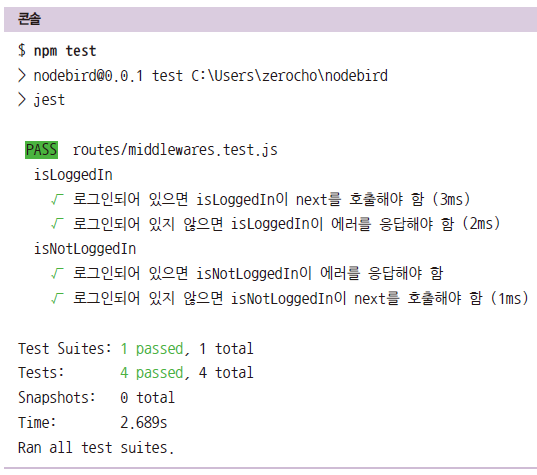 콘솔
$ npm test
> nodebird@0.0.1 test C:\Users\zerocho\nodebird
> jest
PASS routes/middlewares.test.js
isLoggedIn
√ 로그인되어 있으면 isLoggedIn이 next를 호출해야 함 (3ms)
√ 로그인되어 있지 않으면 isLoggedIn이 에러를 응답해야 함 (2ms)
isNotLoggedIn
√ 로그인되어 있으면 isNotLoggedIn이 에러를 응답해야 함
√ 로그인되어 있지 않으면 isNotLoggedIn이 next를 호출해야 함 (1ms)
Test Suites: 1 passed, 1 total
Tests: 4 passed, 4 total
Snapshots: 0 total
Time: 2.689s
Ran all test suites.